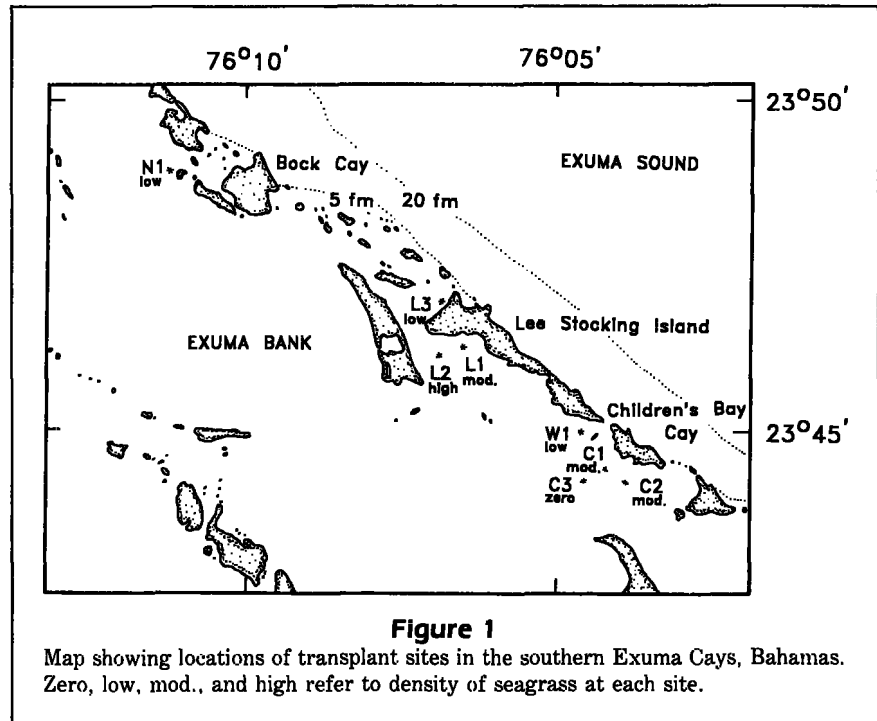 76°10'
76°05'
23°50'
Bock Cay
EXUMA SOUND
N1
low
5 fm
20 fm
L3
low
Lee Stocking Island
EXUMA BANK
L2
high
L1
mod.
Children's Bay
Cay
23°45'
W1
low
C1
mod.
C3
zero
C2
mod.
Figure 1
Map showing locations of transplant sites in the southern Exuma Cays, Bahamas.
Zero, low, mod., and high refer to density of seagrass at each site.